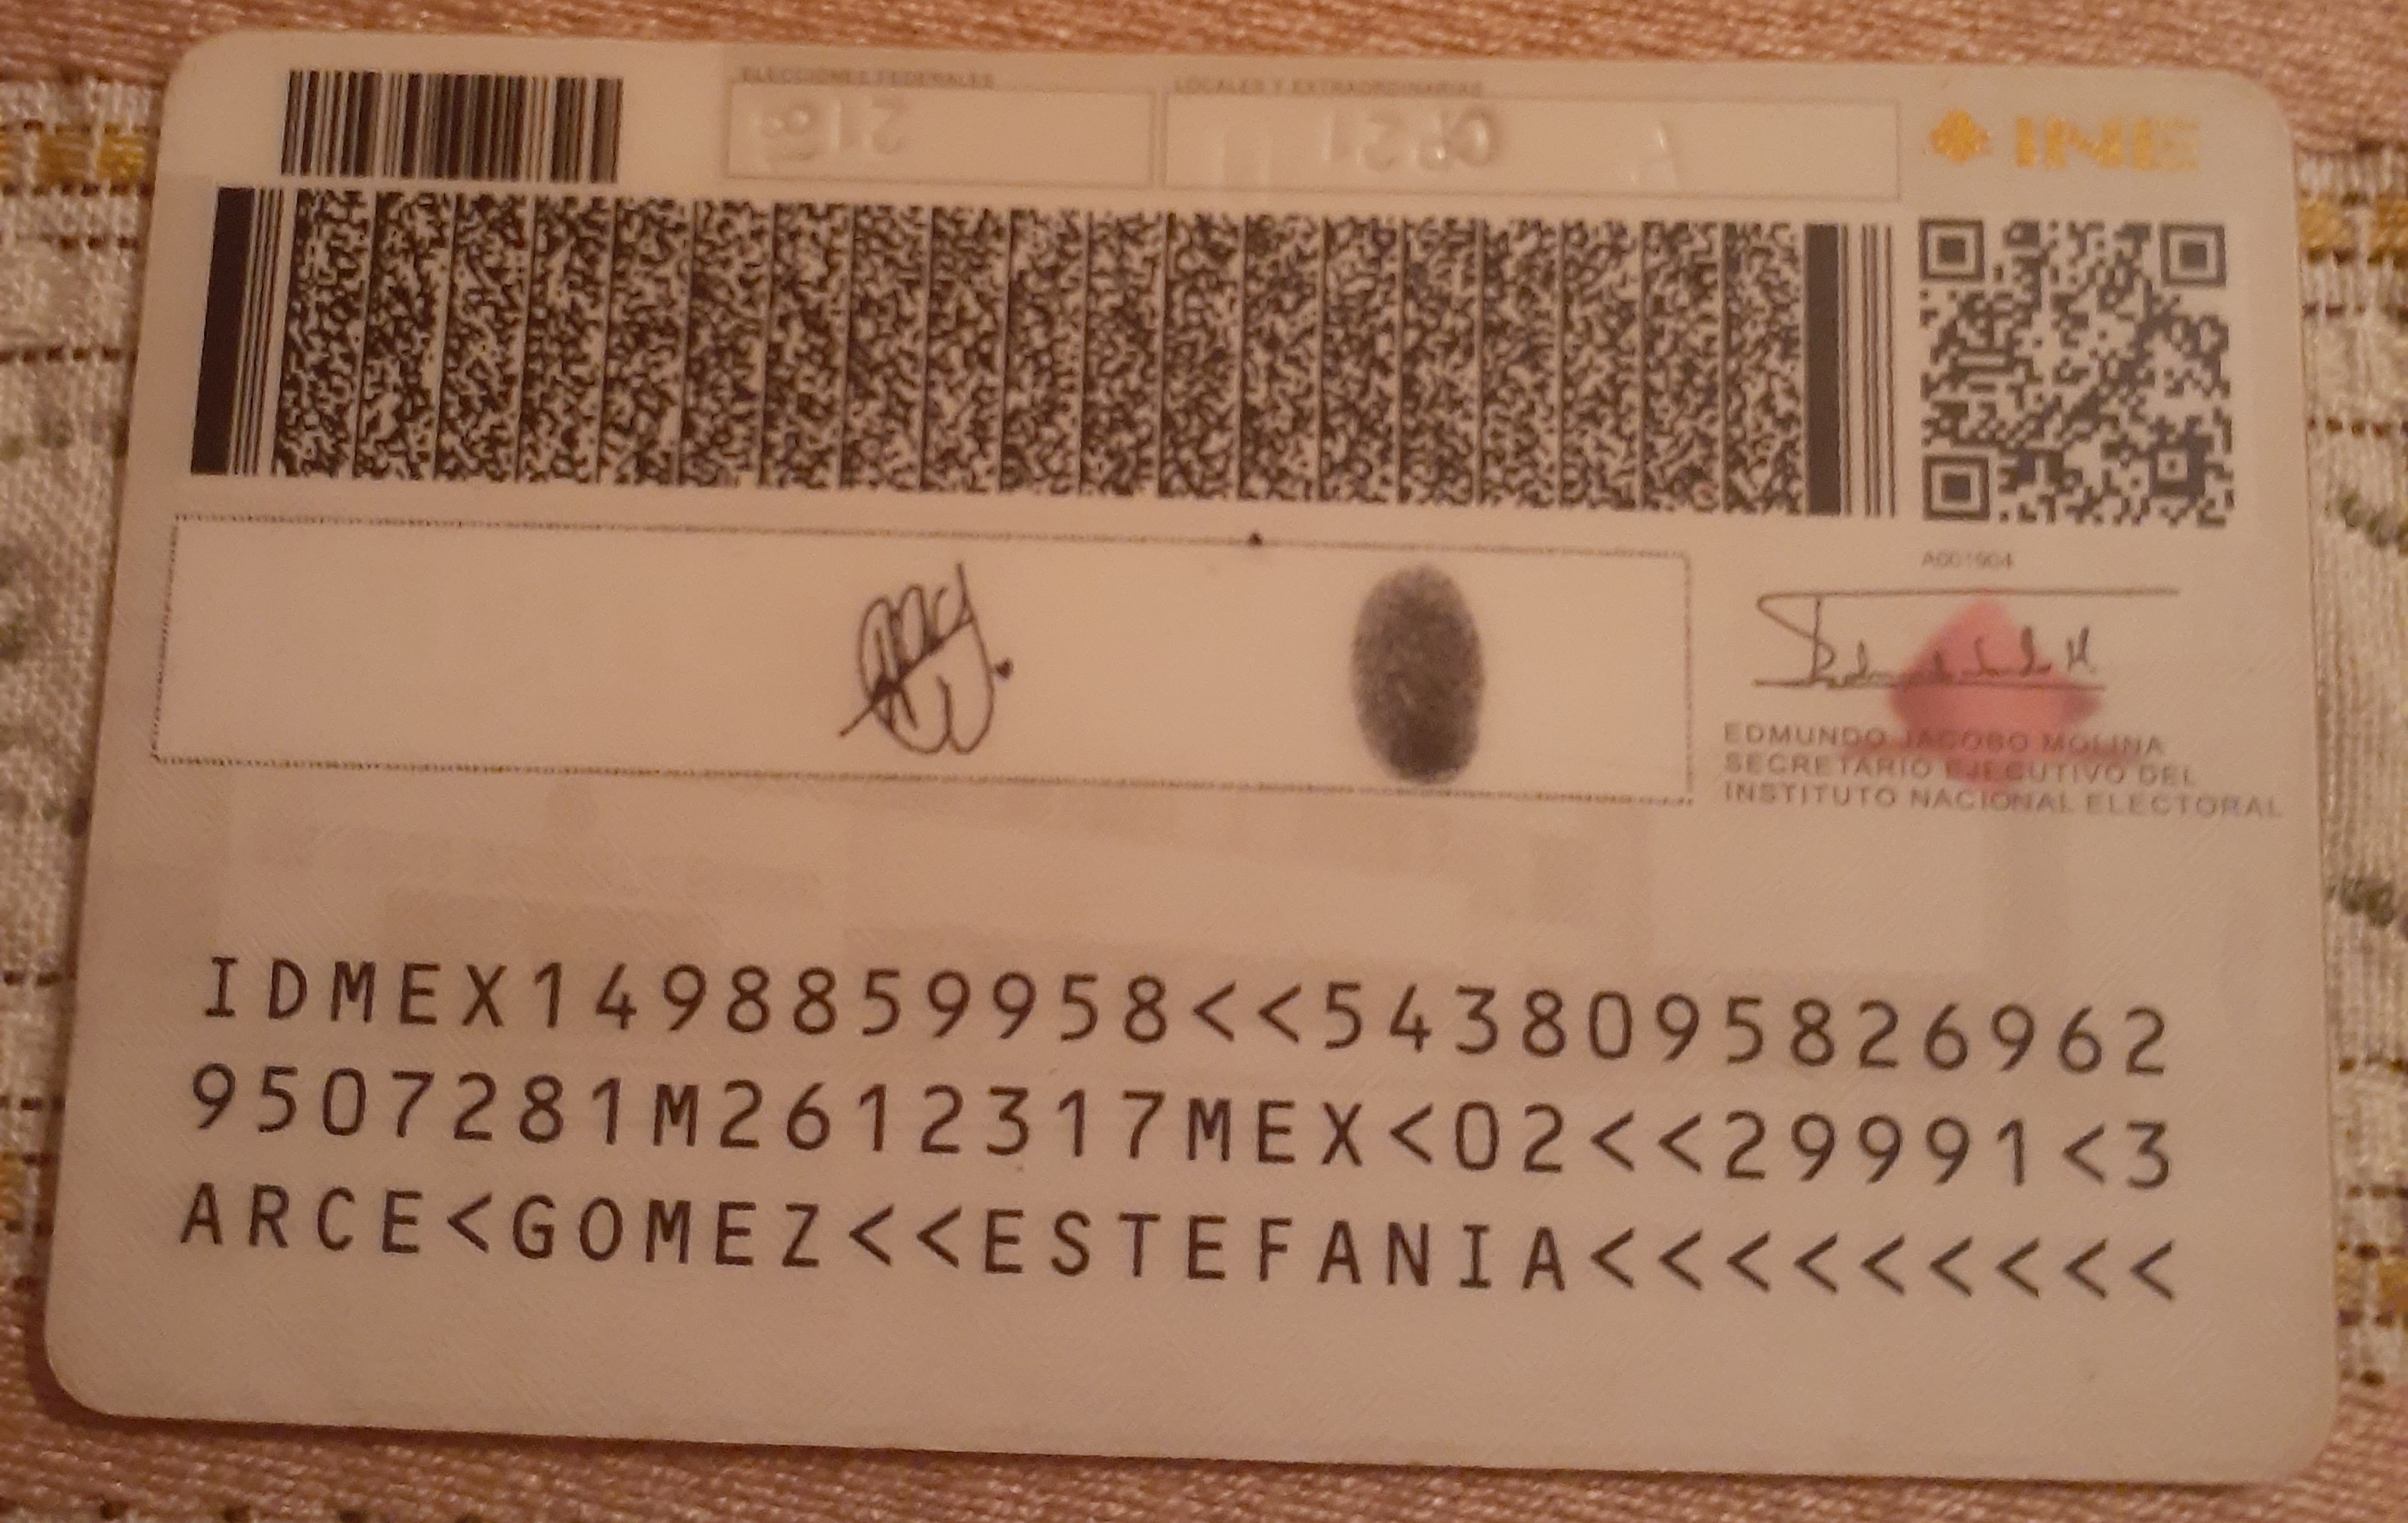 ELECCIONES FEDERALES
LOCALES Y EXTRAORDINARIAS
INE
A001904
EDMUNDO JACOBO MOLINA
SECRETARIO EJECUTIVO DEL
INSTITUTO NACIONAL ELECTORAL
IDMEX1498859958<<5438095826962
9507281M2612317MEX<02<<29991<3
ARCE<GOMEZ<<ESTEFANIA<<<<<<<<<